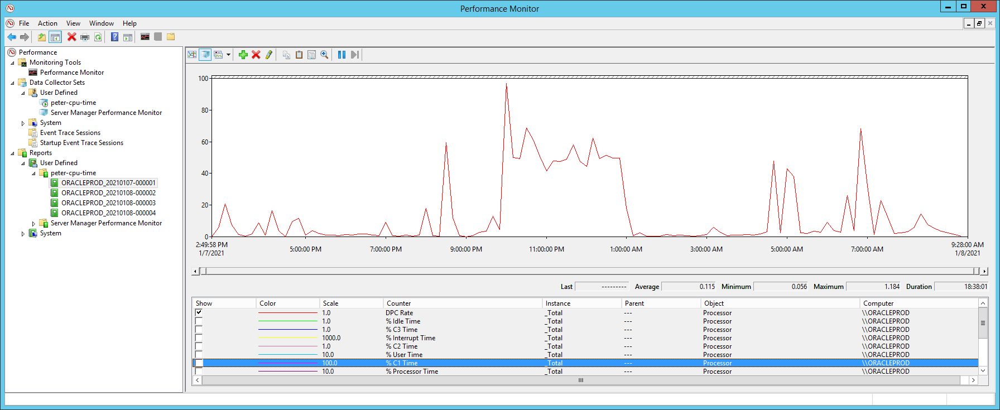 Performance Monitor
File Action View Window Help
Performance
Monitoring Tools
Performance Monitor
Data Collector Sets
User Defined
peter-cpu-time
Server Manager Performance Monitor
System
Event Trace Sessions
Startup Event Trace Sessions
Reports
User Defined
peter-cpu-time
ORACLEPROD_20210107-000001
ORACLEPROD_20210108-000002
ORACLEPROD_20210108-000003
ORACLEPROD_20210108-000004
Server Manager Performance Monitor
System
100
80
60
40
20
0
2:49:58 PM 5:00:00 PM 7:00:00 PM 9:00:00 PM 11:00:00 PM 1:00:00 AM 3:00:00 AM 5:00:00 AM 7:00:00 AM 9:28:00 AM
1/7/2021 1/8/2021
Last --------- Average 0.115 Minimum 0.056 Maximum 1.184 Duration 18:38:01
Show Color Scale Counter Instance Parent Object Computer
1.0 DPC Rate _Total --- Processor \\ORACLEPROD
1.0 % Idle Time _Total --- Processor \\ORACLEPROD
1.0 % C3 Time _Total --- Processor \\ORACLEPROD
1000.0 % Interrupt Time _Total --- Processor \\ORACLEPROD
1.0 % C2 Time _Total --- Processor \\ORACLEPROD
10.0 % User Time _Total --- Processor \\ORACLEPROD
100.0 % C1 Time _Total --- Processor \\ORACLEPROD
10.0 % Processor Time _Total --- Processor \\ORACLEPROD